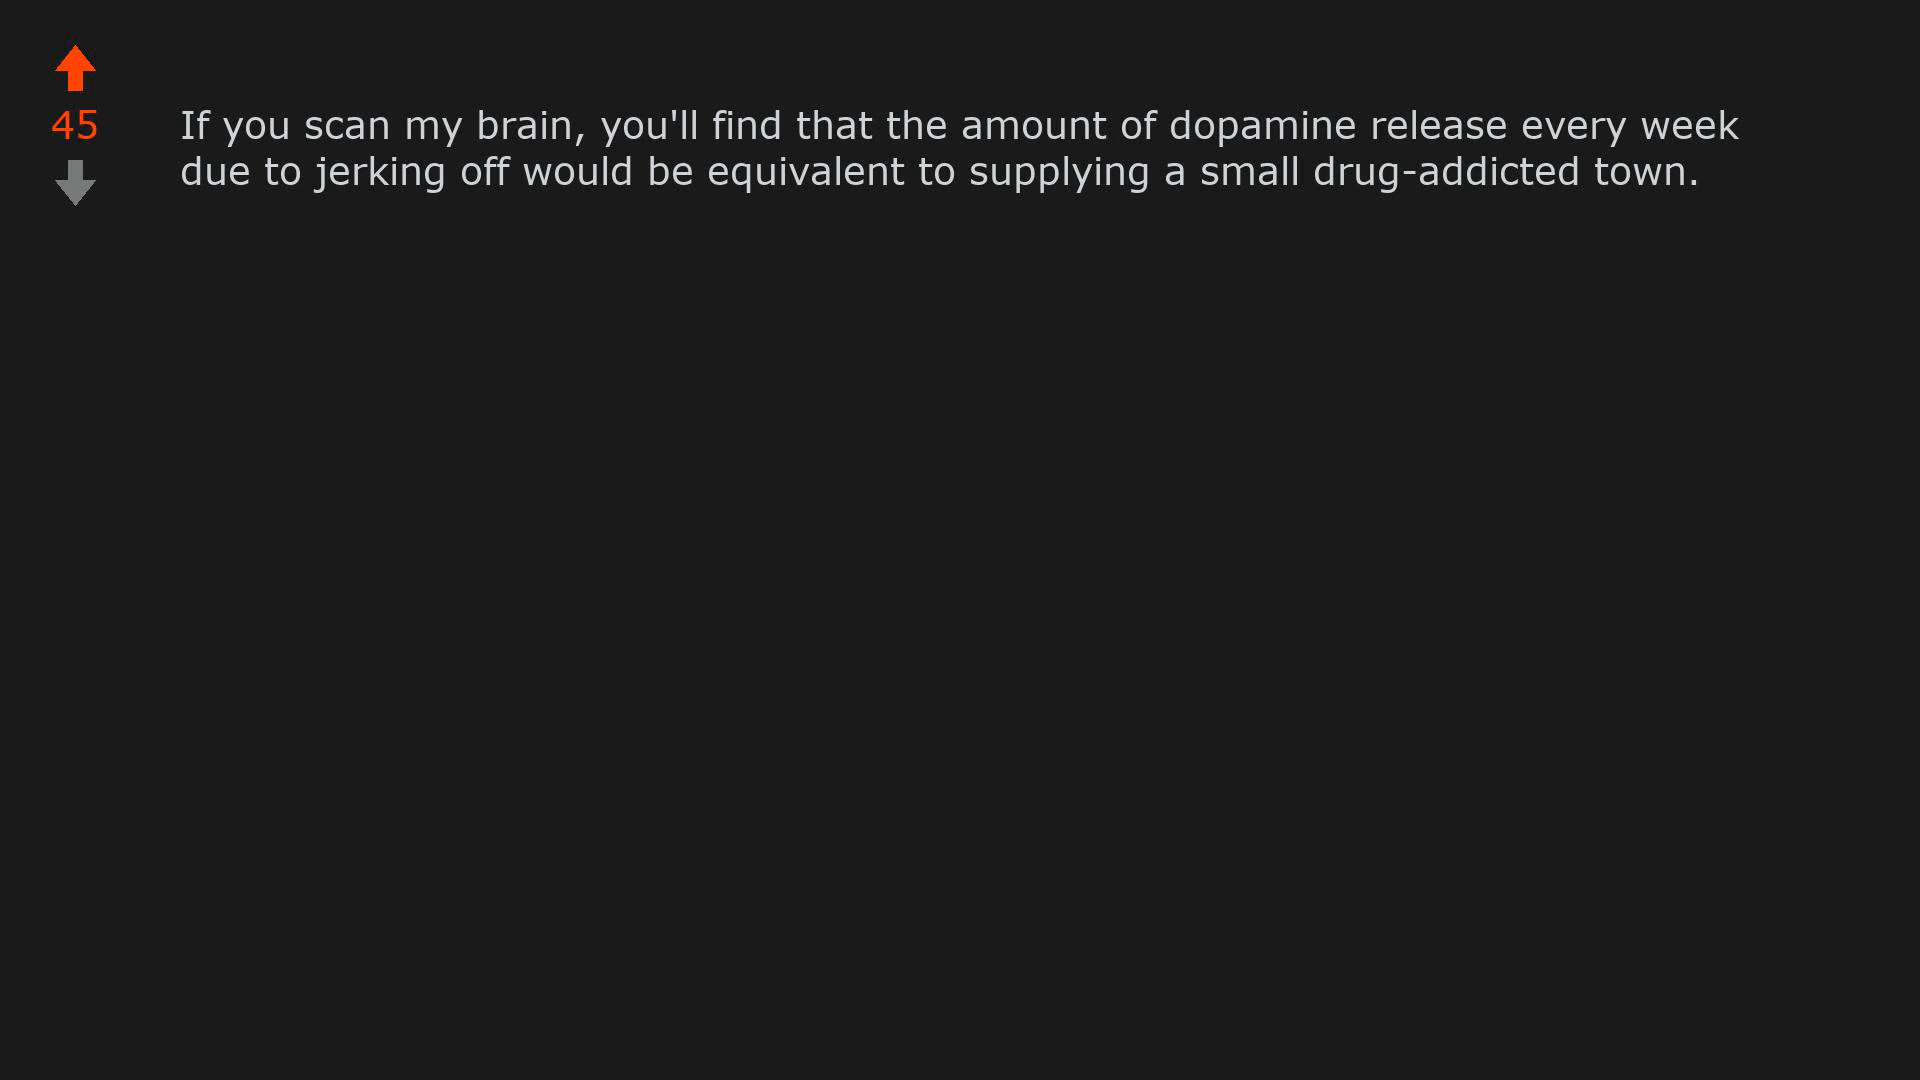 45
If you scan my brain, you'll find that the amount of dopamine release every week
due to jerking off would be equivalent to supplying a small drug-addicted town.